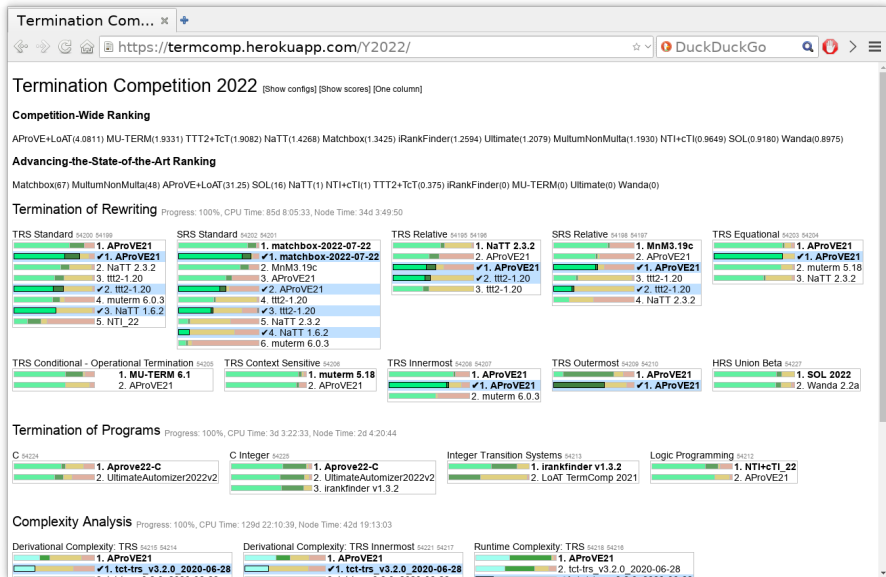 Termination Com... × +
https://termcomp.herokuapp.com/Y2022/ DuckDuckGo
Termination Competition 2022 [Show configs] [Show scores] [One column]
Competition-Wide Ranking
AProVE+LoAT(4.0811) MU-TERM(1.9331) TTT2+TcT(1.9082) NaTT(1.4268) Matchbox(1.3425) iRankFinder(1.2594) Ultimate(1.2079) MultumNonMulta(1.1930) NTI+cTI(0.9649) SOL(0.9180) Wanda(0.8975)
Advancing-the-State-of-the-Art Ranking
Matchbox(67) MultumNonMulta(48) AProVE+LoAT(31.25) SOL(16) NaTT(1) NTI+cTI(1) TTT2+TcT(0.375) iRankFinder(0) MU-TERM(0) Ultimate(0) Wanda(0)
Termination of Rewriting Progress: 100%, CPU Time: 85d 8:05:33, Node Time: 34d 3:49:50
TRS Standard 54200 54199
1. AProVE21
✔1. AProVE21
2. NaTT 2.3.2
3. ttt2-1.20
✔2. ttt2-1.20
4. muterm 6.0.3
✔3. NaTT 1.6.2
5. NTI_22
SRS Standard 54202 54201
1. matchbox-2022-07-22
✔1. matchbox-2022-07-22
2. MnM3.19c
3. AProVE21
✔2. AProVE21
4. ttt2-1.20
✔3. ttt2-1.20
5. NaTT 2.3.2
✔4. NaTT 1.6.2
6. muterm 6.0.3
TRS Relative 54195 54196
1. NaTT 2.3.2
2. AProVE21
✔1. AProVE21
✔2. ttt2-1.20
3. ttt2-1.20
SRS Relative 54198 54197
1. MnM3.19c
2. AProVE21
✔1. AProVE21
3. ttt2-1.20
✔2. ttt2-1.20
4. NaTT 2.3.2
TRS Equational 54203 54204
1. AProVE21
✔1. AProVE21
2. muterm 5.18
3. NaTT 2.3.2
TRS Conditional - Operational Termination 54205
1. MU-TERM 6.1
2. AProVE21
TRS Context Sensitive 54206
1. muterm 5.18
2. AProVE21
TRS Innermost 54208 54207
1. AProVE21
✔1. AProVE21
2. muterm 6.0.3
TRS Outermost 54209 54210
1. AProVE21
✔1. AProVE21
HRS Union Beta 54227
1. SOL 2022
2. Wanda 2.2a
Termination of Programs Progress: 100%, CPU Time: 3d 3:22:33, Node Time: 2d 4:20:44
C 54224
1. Aprove22-C
2. UltimateAutomizer2022v2
C Integer 54225
1. Aprove22-C
2. UltimateAutomizer2022v2
3. irankfinder v1.3.2
Integer Transition Systems 54213
1. irankfinder v1.3.2
2. LoAT TermComp 2021
Logic Programming 54212
1. NTI+cTI_22
2. AProVE21
Complexity Analysis Progress: 100%, CPU Time: 129d 22:10:39, Node Time: 42d 19:13:03
Derivational Complexity: TRS 54215 54214
1. AProVE21
✔1. tct-trs_v3.2.0_2020-06-28
Derivational Complexity: TRS Innermost 54221 54217
1. AProVE21
✔1. tct-trs_v3.2.0_2020-06-28
Runtime Complexity: TRS 54218 54216
1. AProVE21
2. tct-trs_v3.2.0_2020-06-28